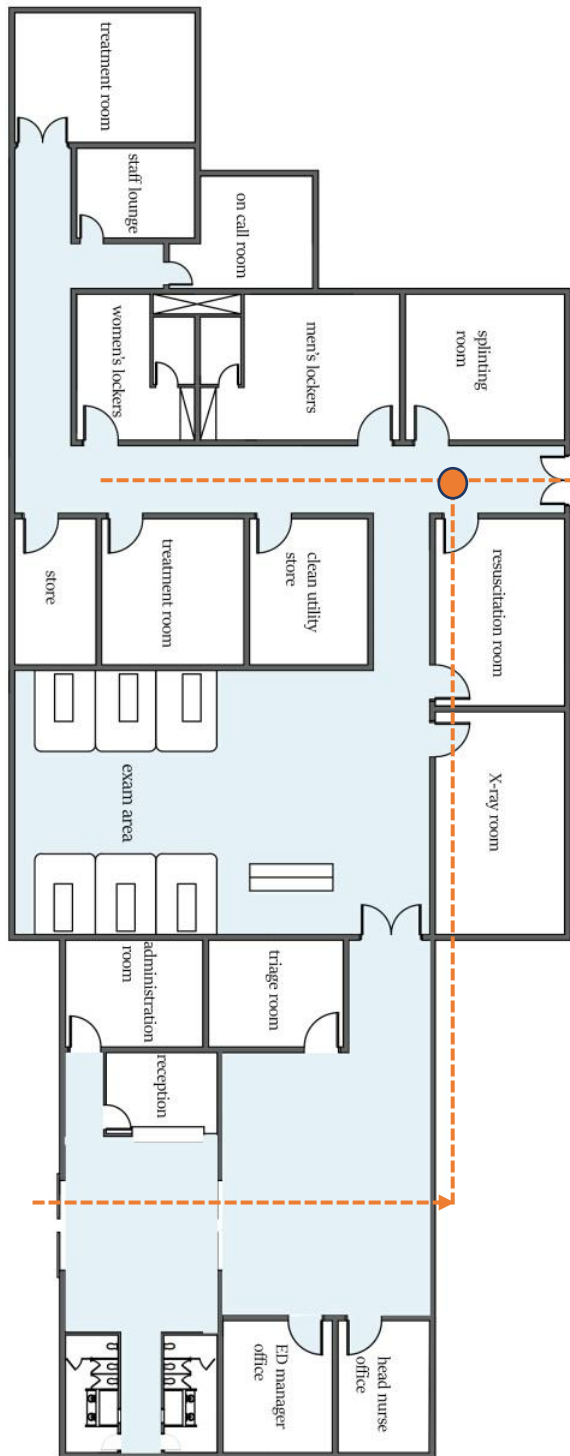 treatment room
staff lounge
on call room
women's lockers
men's lockers
splinting
room
store
treatment room
clean utility
store
resuscitation room
exam area
X-ray room
administration
room
triage room
reception
ED manager
office
head nurse
office